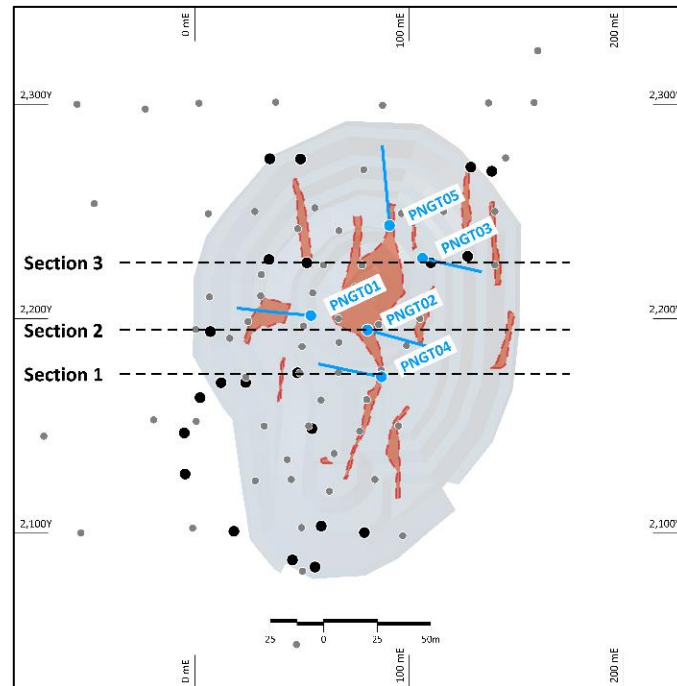 0 mE
100 mE
200 mE
2,300Y
2,300Y
PNGT05
PNGT03
Section 3
PNGT01
2,200Y
2,200Y
PNGT02
Section 2
PNGT04
Section 1
2,100Y
2,100Y
25 0 25 50m
0 mE
100 mE
200 mE